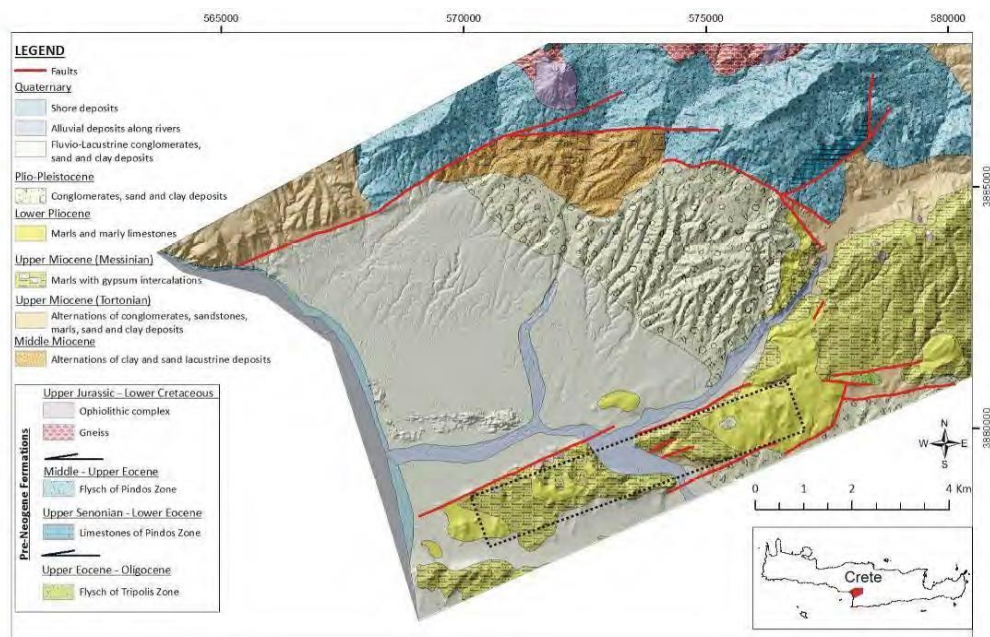 565000 570000 575000 580000
LEGEND
Faults
Quaternary
Shore deposits
Alluvial deposits along rivers
Fluvio-Lacustrine conglomerates,
sand and clay deposits
Plio-Pleistocene
Conglomerates, sand and clay deposits
Lower Pliocene
Marls and marly limestones
Upper Miocene (Messinian)
Marls with gypsum intercalations
Upper Miocene (Tortonian)
Alternations of conglomerates, sandstones,
marls, sand and clay deposits
Middle Miocene
Alternations of clay and sand lacustrine deposits
Pre-Neogene Fermations
Upper Jurassic - Lower Cretaceous
Ophiolithic complex
Gneiss
Middle - Upper Eocene
Flysch of Pindos Zone
Upper Senonian - Lower Eocene
Limestones of Pindos Zone
Upper Eocene - Oligocene
Flysch of Tripolis Zone
3885000
3880000
N
W E
S
0 1 2 4 Km
Crete